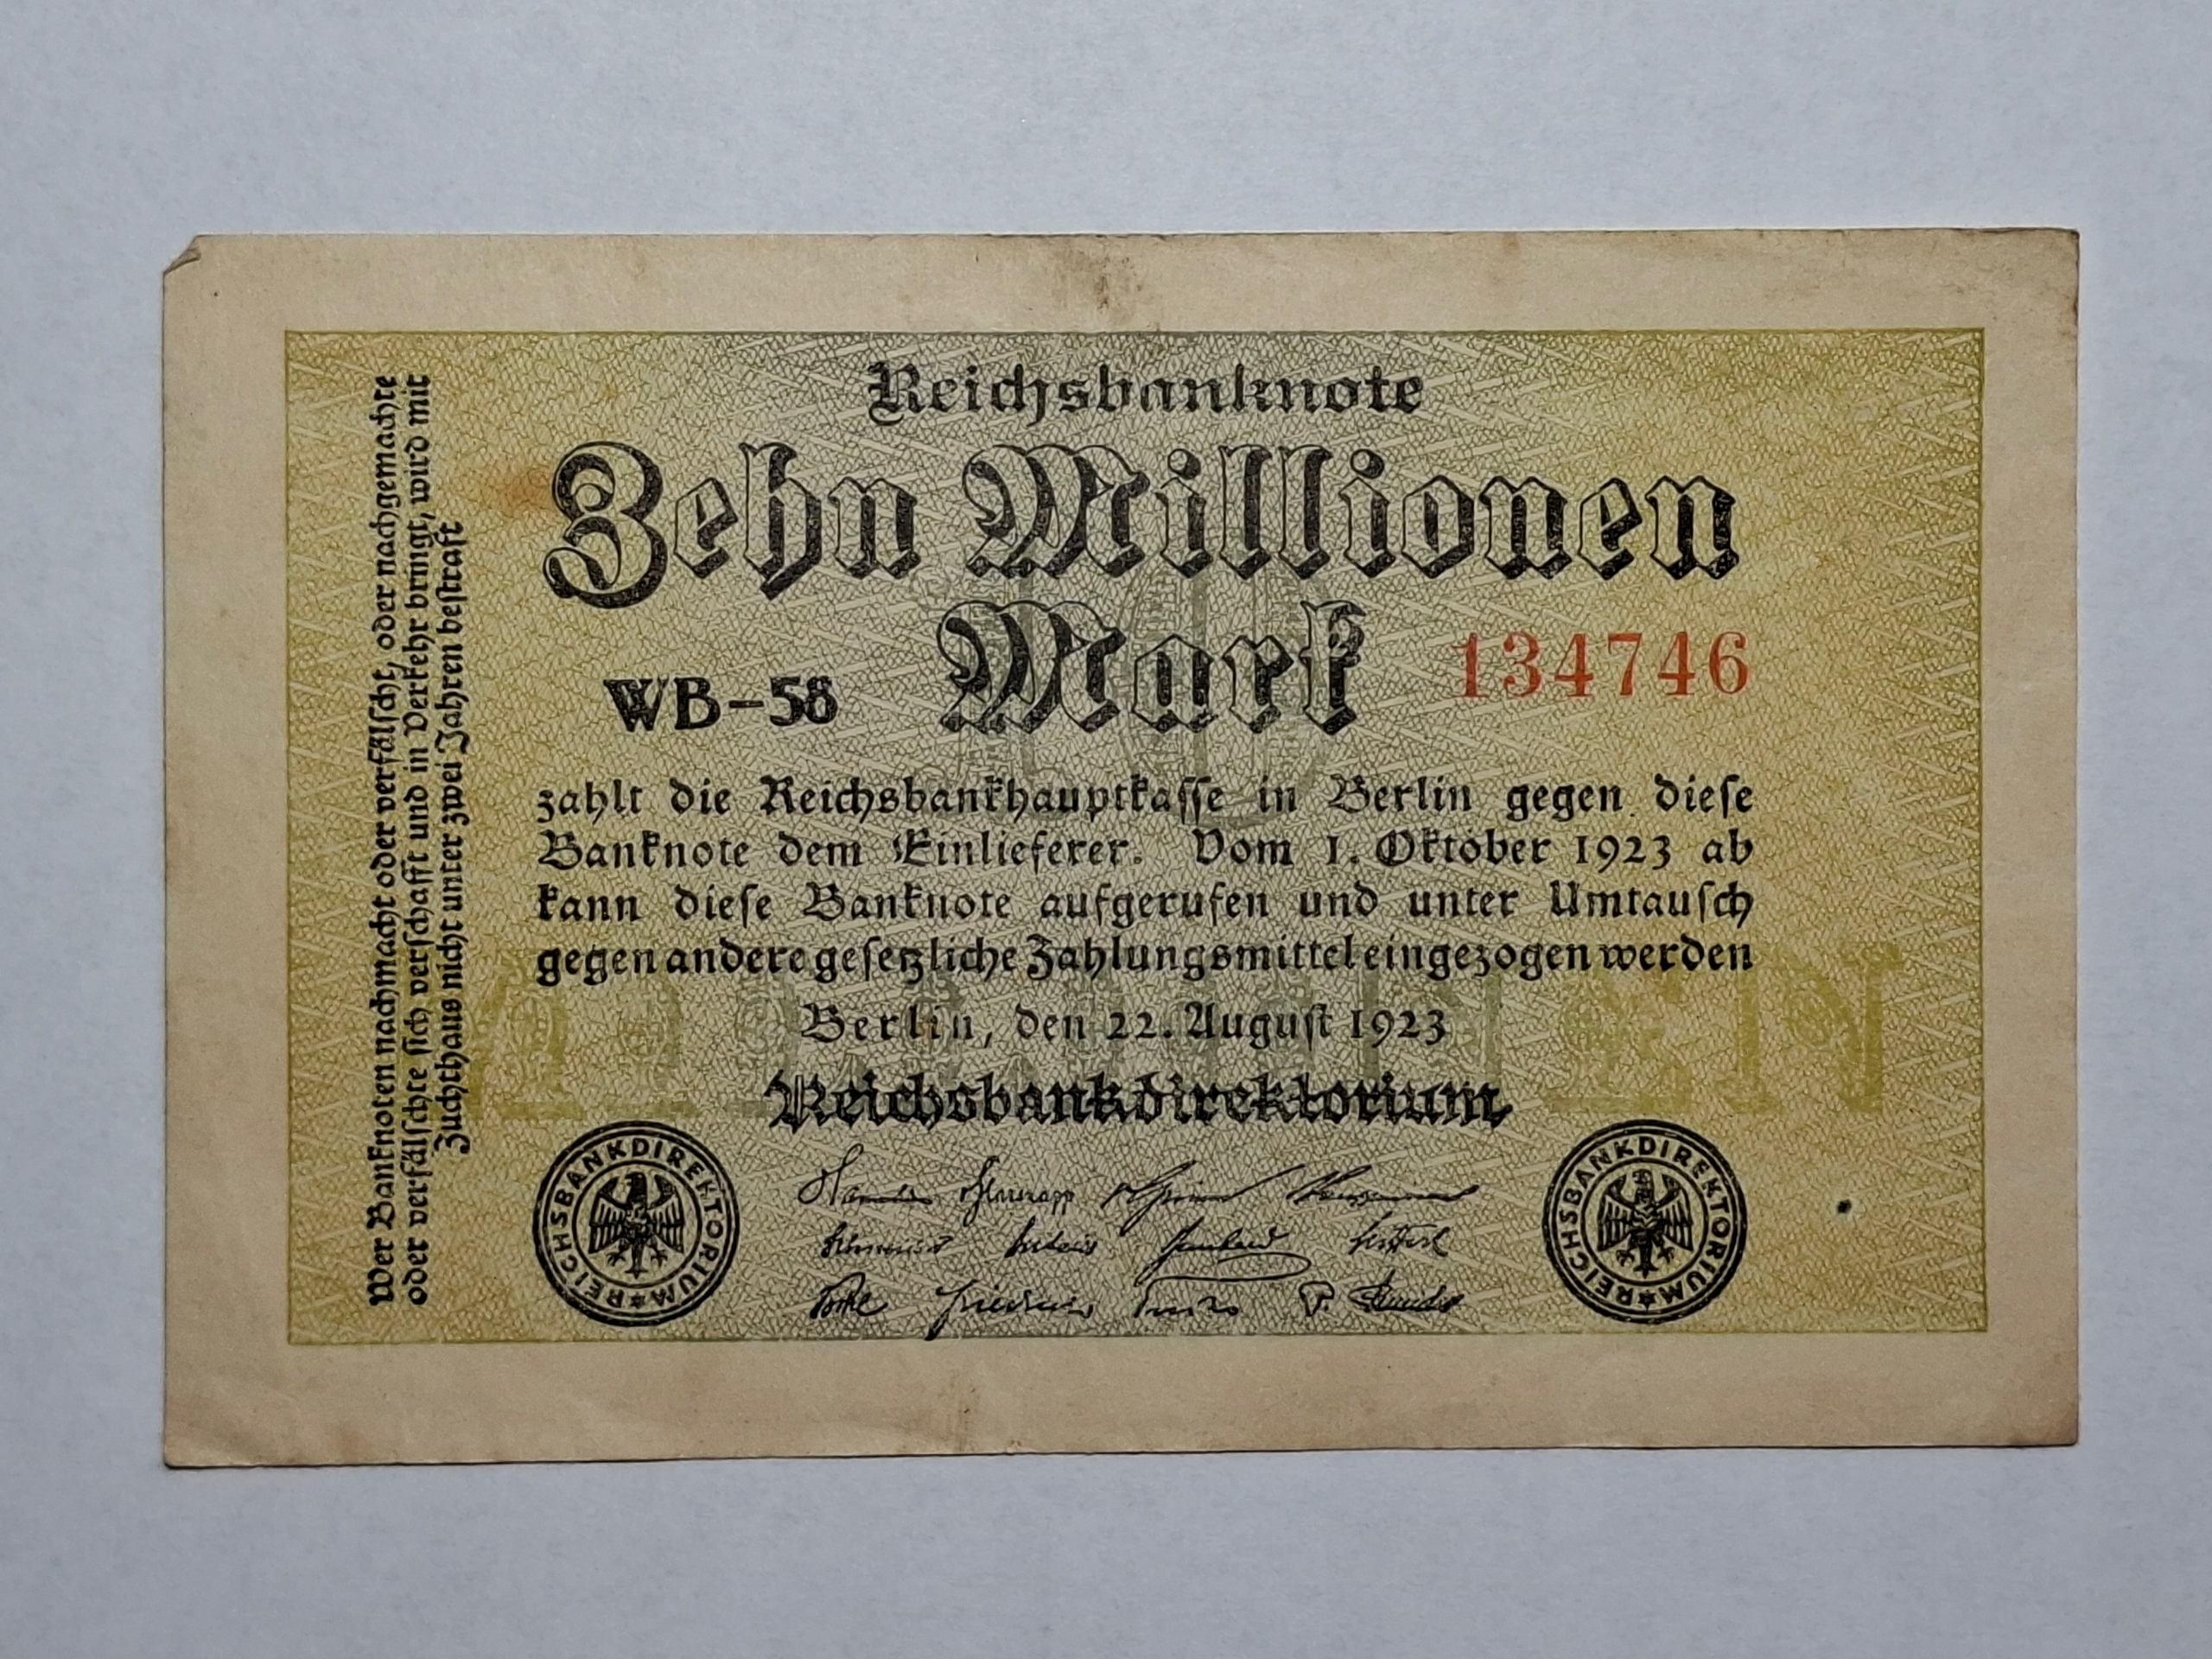 Reichsbanknote
Zehn Millionen
Mark
WB-58
134746
zahlt die Reichsbankhauptkasse in Berlin gegen diese
Banknote dem Einlieferer. Vom 1. Oktober 1923 ab
kann diese Banknote aufgerufen und unter Umtausch
gegen andere gesetzliche Zahlungsmittel eingezogen werden
Berlin, den 22. August 1923
Reichsbankdirektorium
REICHSBANKDIREKTORIUM
REICHSBANKDIREKTORIUM
Wer Banknoten nachmacht oder verfälscht, oder nachgemachte
oder verfälschte sich verschafft und in Verkehr bringt, wird mit
Zuchthaus nicht unter zwei Jahren bestraft